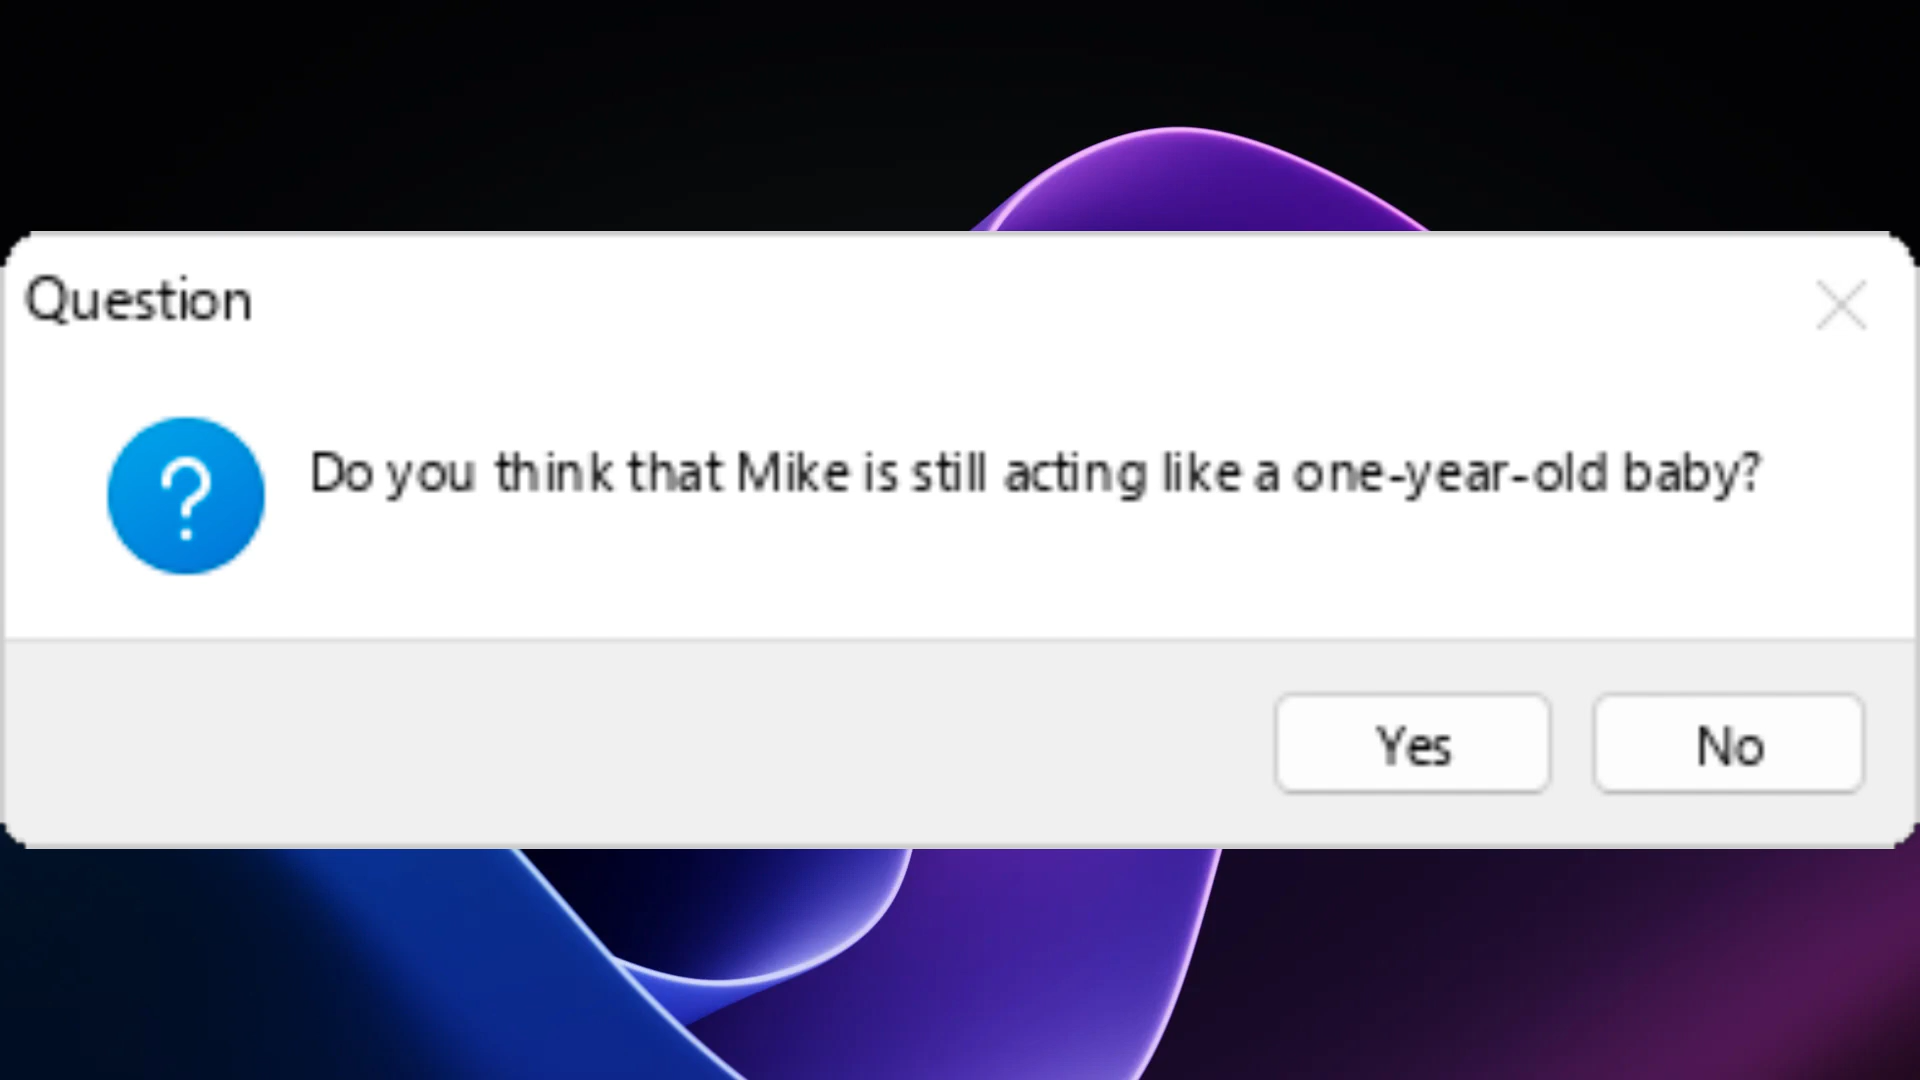 Question
Do you think that Mike is still acting like a one-year-old baby?
Yes No